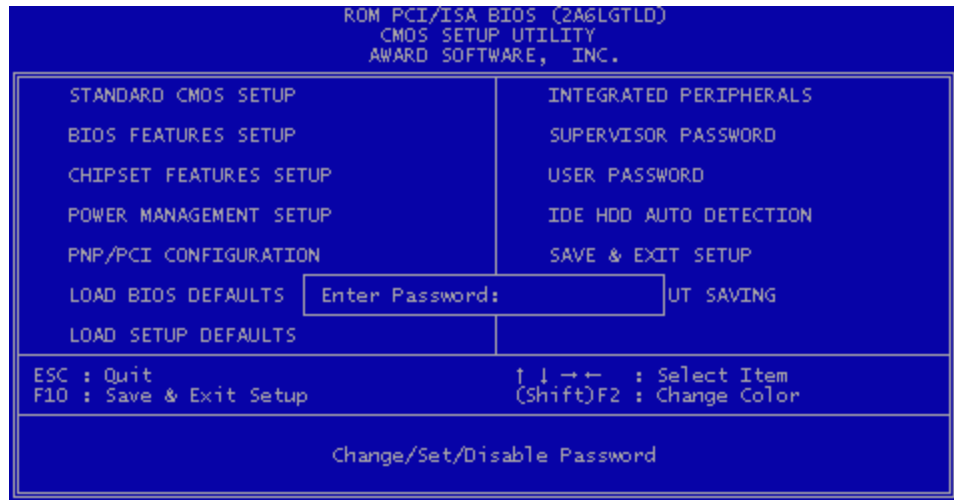 ROM PCI/ISA BIOS (2A6LGTLD)
CMOS SETUP UTILITY
AWARD SOFTWARE, INC.
STANDARD CMOS SETUP
BIOS FEATURES SETUP
CHIPSET FEATURES SETUP
POWER MANAGEMENT SETUP
PNP/PCI CONFIGURATION
LOAD BIOS DEFAULTS
LOAD SETUP DEFAULTS
INTEGRATED PERIPHERALS
SUPERVISOR PASSWORD
USER PASSWORD
IDE HDD AUTO DETECTION
SAVE & EXIT SETUP
UT SAVING
Enter Password:
ESC : Quit
F10 : Save & Exit Setup
↑ ↓ → ← : Select Item
(Shift)F2 : Change Color
Change/Set/Disable Password